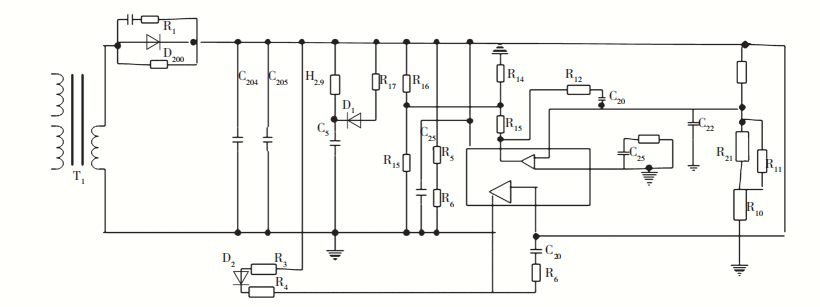 R1
D200
C204
C205
H2.9
R17
R16
R14
R12
C20
D1
C5
C25
R15
C22
R15
R5
C25
R21
R11
T1
R6
R10
D2
R3
C20
R4
R6